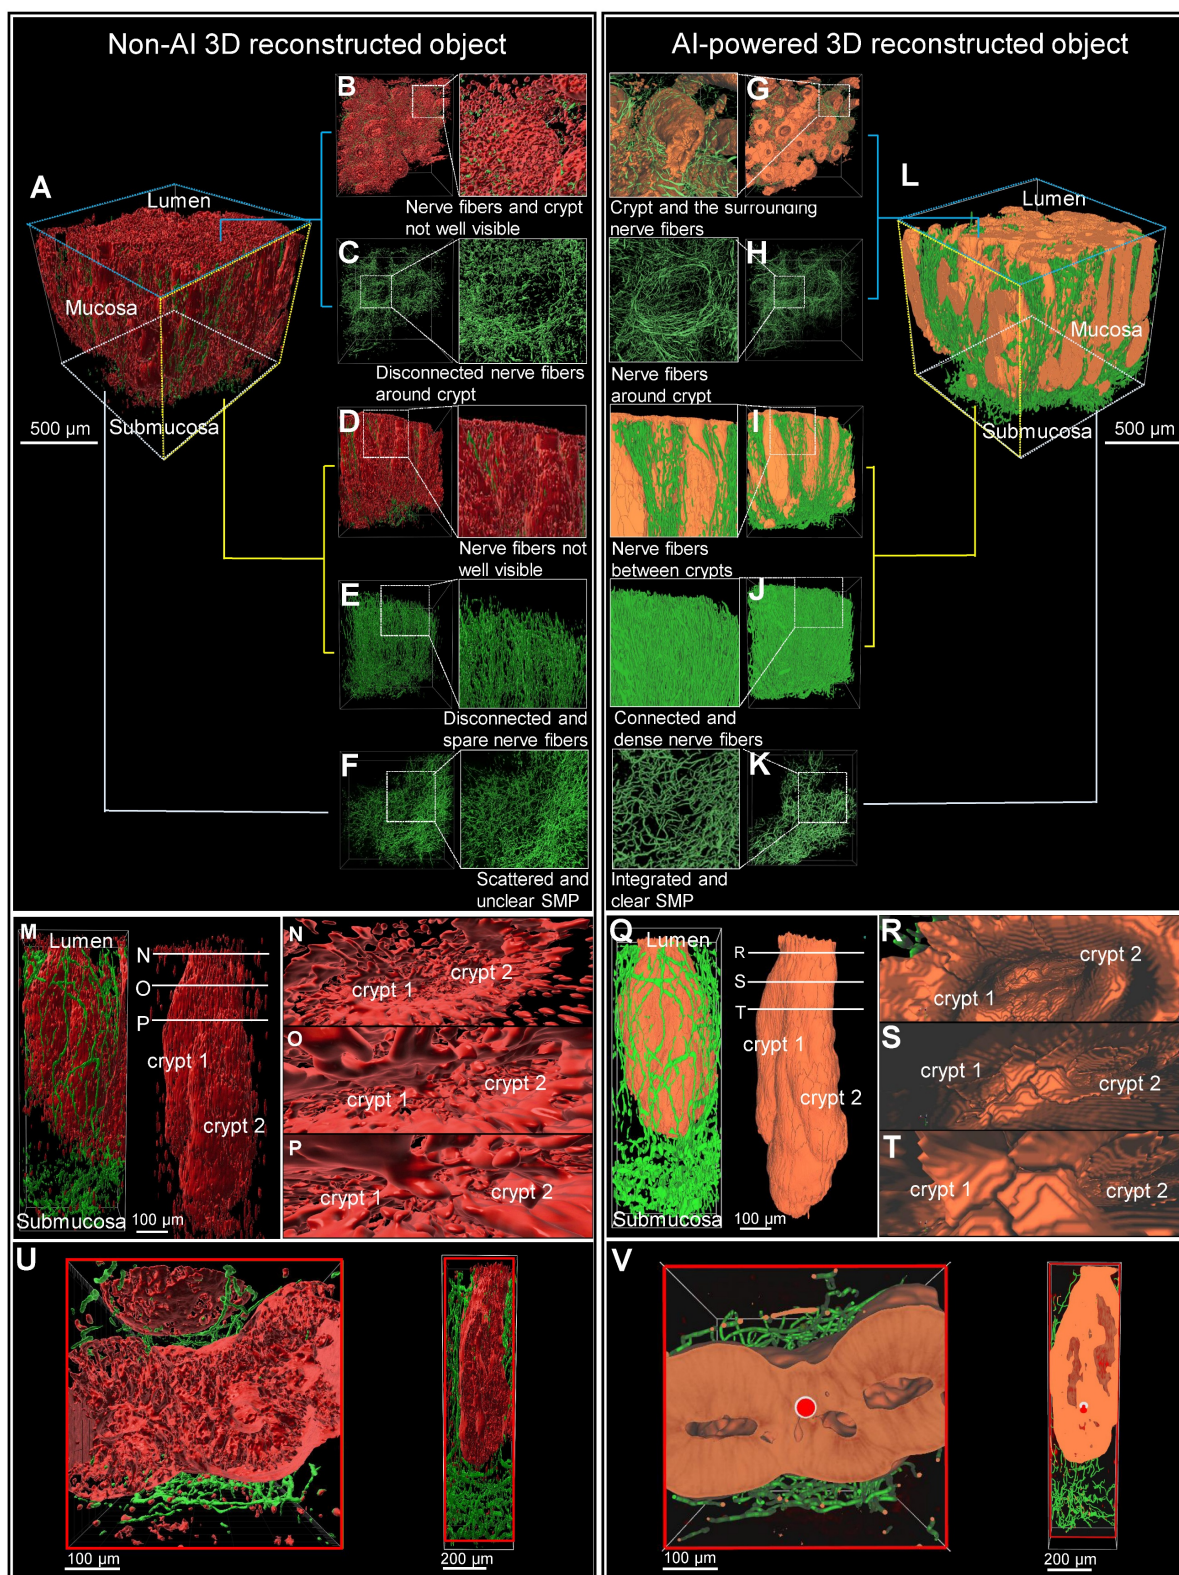 Non-AI 3D reconstructed object
A
Lumen
Mucosa
Submucosa
500 µm
B
Nerve fibers and crypt
not well visible
C
Disconnected nerve fibers
around crypt
D
Nerve fibers not
well visible
E
Disconnected and
spare nerve fibers
F
Scattered and
unclear SMP
AI-powered 3D reconstructed object
G
Crypt and the surrounding
nerve fibers
H
Nerve fibers
around crypt
I
Nerve fibers
between crypts
J
Connected and
dense nerve fibers
K
Integrated and
clear SMP
L
Lumen
Mucosa
Submucosa
500 µm
M
Lumen
Submucosa
N
O
P
crypt 1
crypt 2
100 µm
N
crypt 1
crypt 2
O
crypt 1
crypt 2
P
crypt 1
crypt 2
Q
Lumen
Submucosa
R
S
T
crypt 1
crypt 2
100 µm
R
crypt 1
crypt 2
S
crypt 1
crypt 2
T
crypt 1
crypt 2
U
100 µm
200 µm
V
100 µm
200 µm